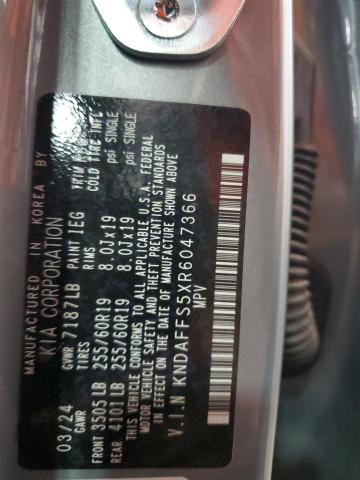 MANUFACTURED IN KOREA BY
KIA CORPORATION
GVWR 7187LB PAINT IEG TRIM
TIRES RIMS COLD TIRE INFL
03/24
GAWR
FRONT 3505LB 255/60R19 8.0Jx19 psi SINGLE
REAR 4101LB 255/60R19 8.0Jx19 psi SINGLE
THIS VEHICLE CONFORMS TO ALL APPLICABLE U.S.A. FEDERAL
MOTOR VEHICLE SAFETY AND THEFT PREVENTION STANDARDS
IN EFFECT ON THE DATE OF MANUFACTURE SHOWN ABOVE
V.I.N KNDAFFS5XR6047366
MPV